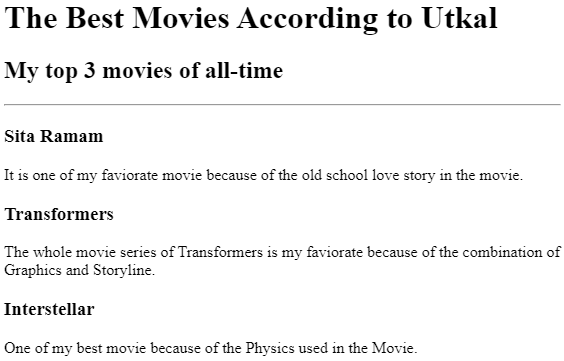 The Best Movies According to Utkal
My top 3 movies of all-time
Sita Ramam
It is one of my faviorate movie because of the old school love story in the movie.
Transformers
The whole movie series of Transformers is my faviorate because of the combination of
Graphics and Storyline.
Interstellar
One of my best movie because of the Physics used in the Movie.